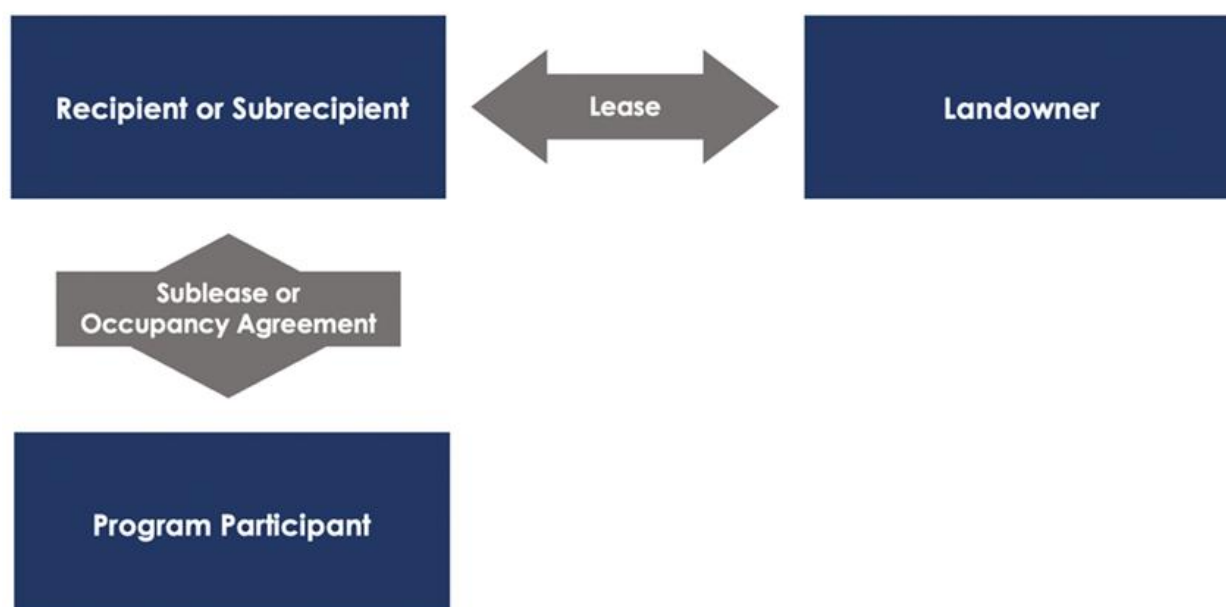 Recipient or Subrecipient
Lease
Landowner
Sublease or
Occupancy Agreement
Program Participant